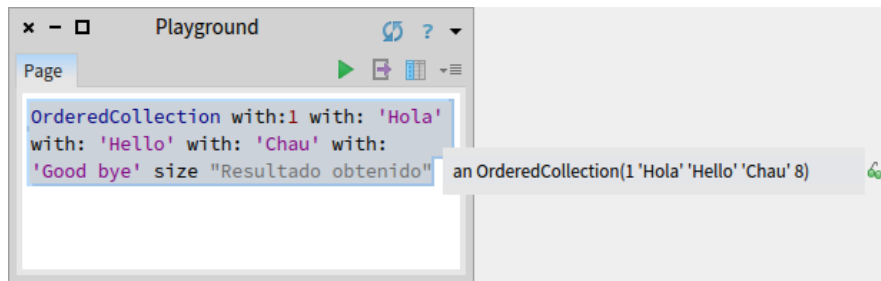 Playground
?
Page
OrderedCollection with:1 with: 'Hola'
with: 'Hello' with: 'Chau' with:
'Good bye' size "Resultado obtenido"
an OrderedCollection(1 'Hola' 'Hello' 'Chau' 8)